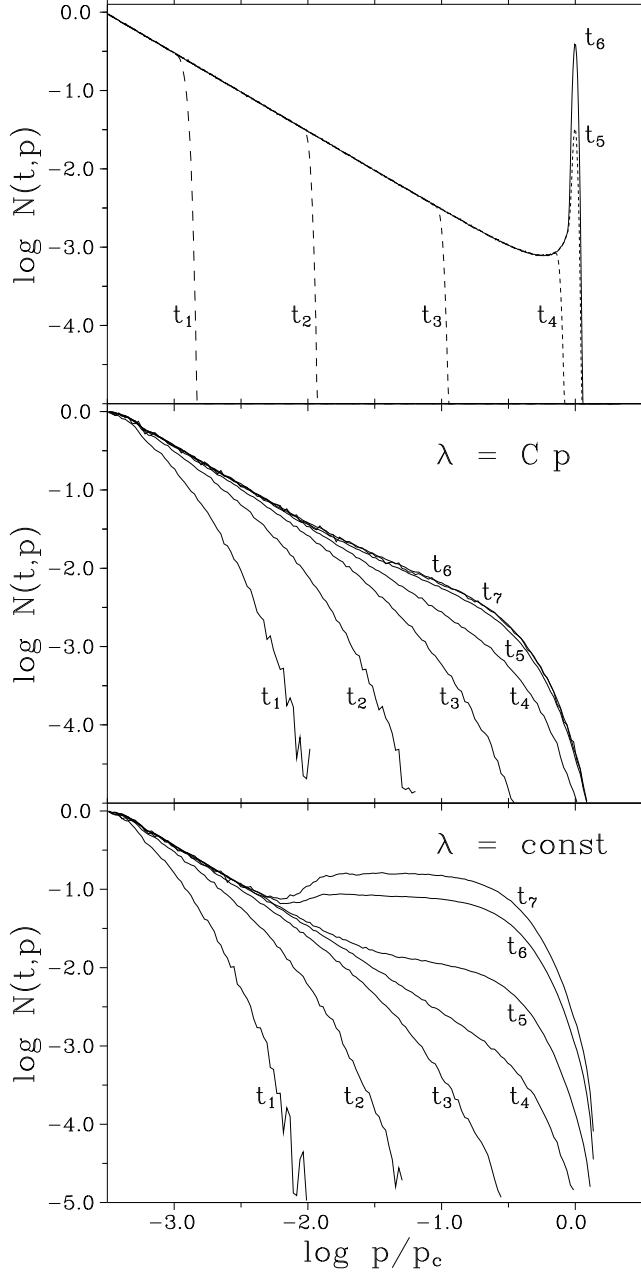 0.0
t6
-1.0
t5
-2.0
log N(t,p)
-3.0
t1 t2 t3 t4
-4.0
0.0
λ = C p
-1.0
-2.0
t6
t7
log N(t,p)
-3.0
t5
t1 t2 t3 t4
-4.0
0.0
λ = const
-1.0
t7
t6
-2.0
log N(t,p)
t5
-3.0
t1 t2 t3 t4
-4.0
-5.0
-3.0 -2.0 -1.0 0.0
log p/pc